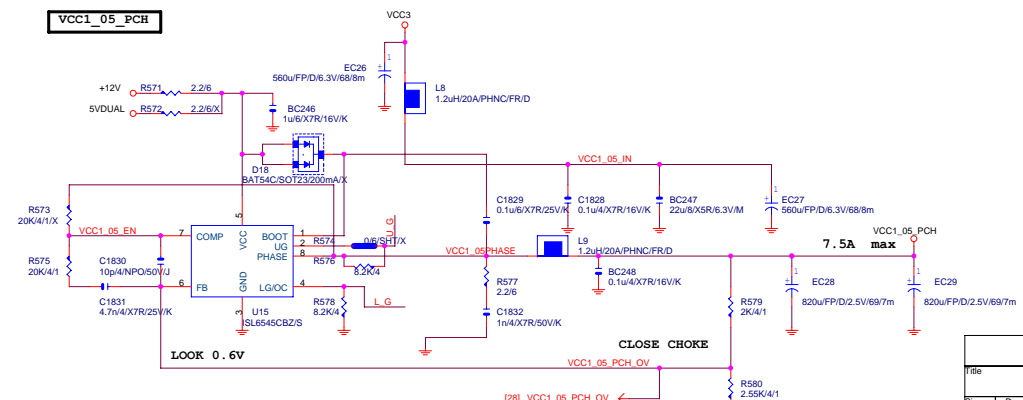 VCC1_05_PCH
VCC3
EC26
560u/FP/D/6.3V/68/8m
1
+
L8
1.2uH/20A/PHNC/FR/D
+12V
R571
2.2/6
5VDUAL
R572
2.2/6/X
BC246
1u/6/X7R/16V/K
D18
BAT54C/SOT23/200mA/X
VCC1_05_IN
R573
20K/4/1/X
C1829
0.1u/6/X7R/25V/K
C1828
0.1u/4/X7R/16V/K
BC247
22u/8/X5R/6.3V/M
1
+
EC27
560u/FP/D/6.3V/68/8m
VCC1_05_EN
7
COMP
5
VCC
BOOT
1
UG
2
PHASE
8
R574
0/6/SHT/X
U_G
R576
8.2K/4
VCC1_05PHASE
L9
1.2uH/20A/PHNC/FR/D
7.5A max
VCC1_05_PCH
R575
20K/4/1
C1830
10p/4/NPO/50V/J
6
FB
GND
3
LG/OC
4
L_G
C1831
4.7n/4/X7R/25V/K
U15
ISL6545CBZ/S
R578
8.2K/4
R577
2.2/6
C1832
1n/4/X7R/50V/K
BC248
0.1u/4/X7R/16V/K
R579
2K/4/1
1
+
EC28
820u/FP/D/2.5V/69/7m
1
+
EC29
820u/FP/D/2.5V/69/7m
LOOK 0.6V
CLOSE CHOKE
VCC1_05_PCH_OV
R580
2.55K/4/1
[28] VCC1_05_PCH_OV
Title